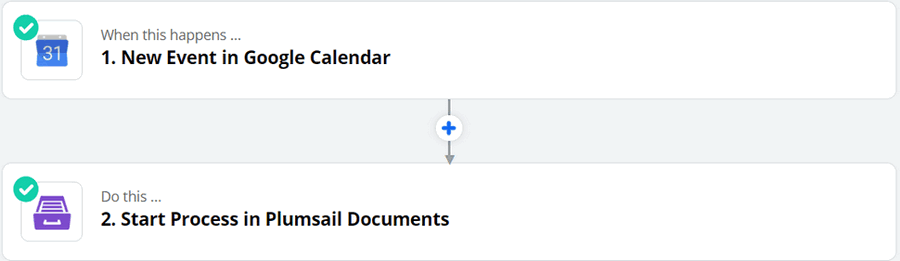 31
When this happens ...
1. New Event in Google Calendar
Do this ...
2. Start Process in Plumsail Documents